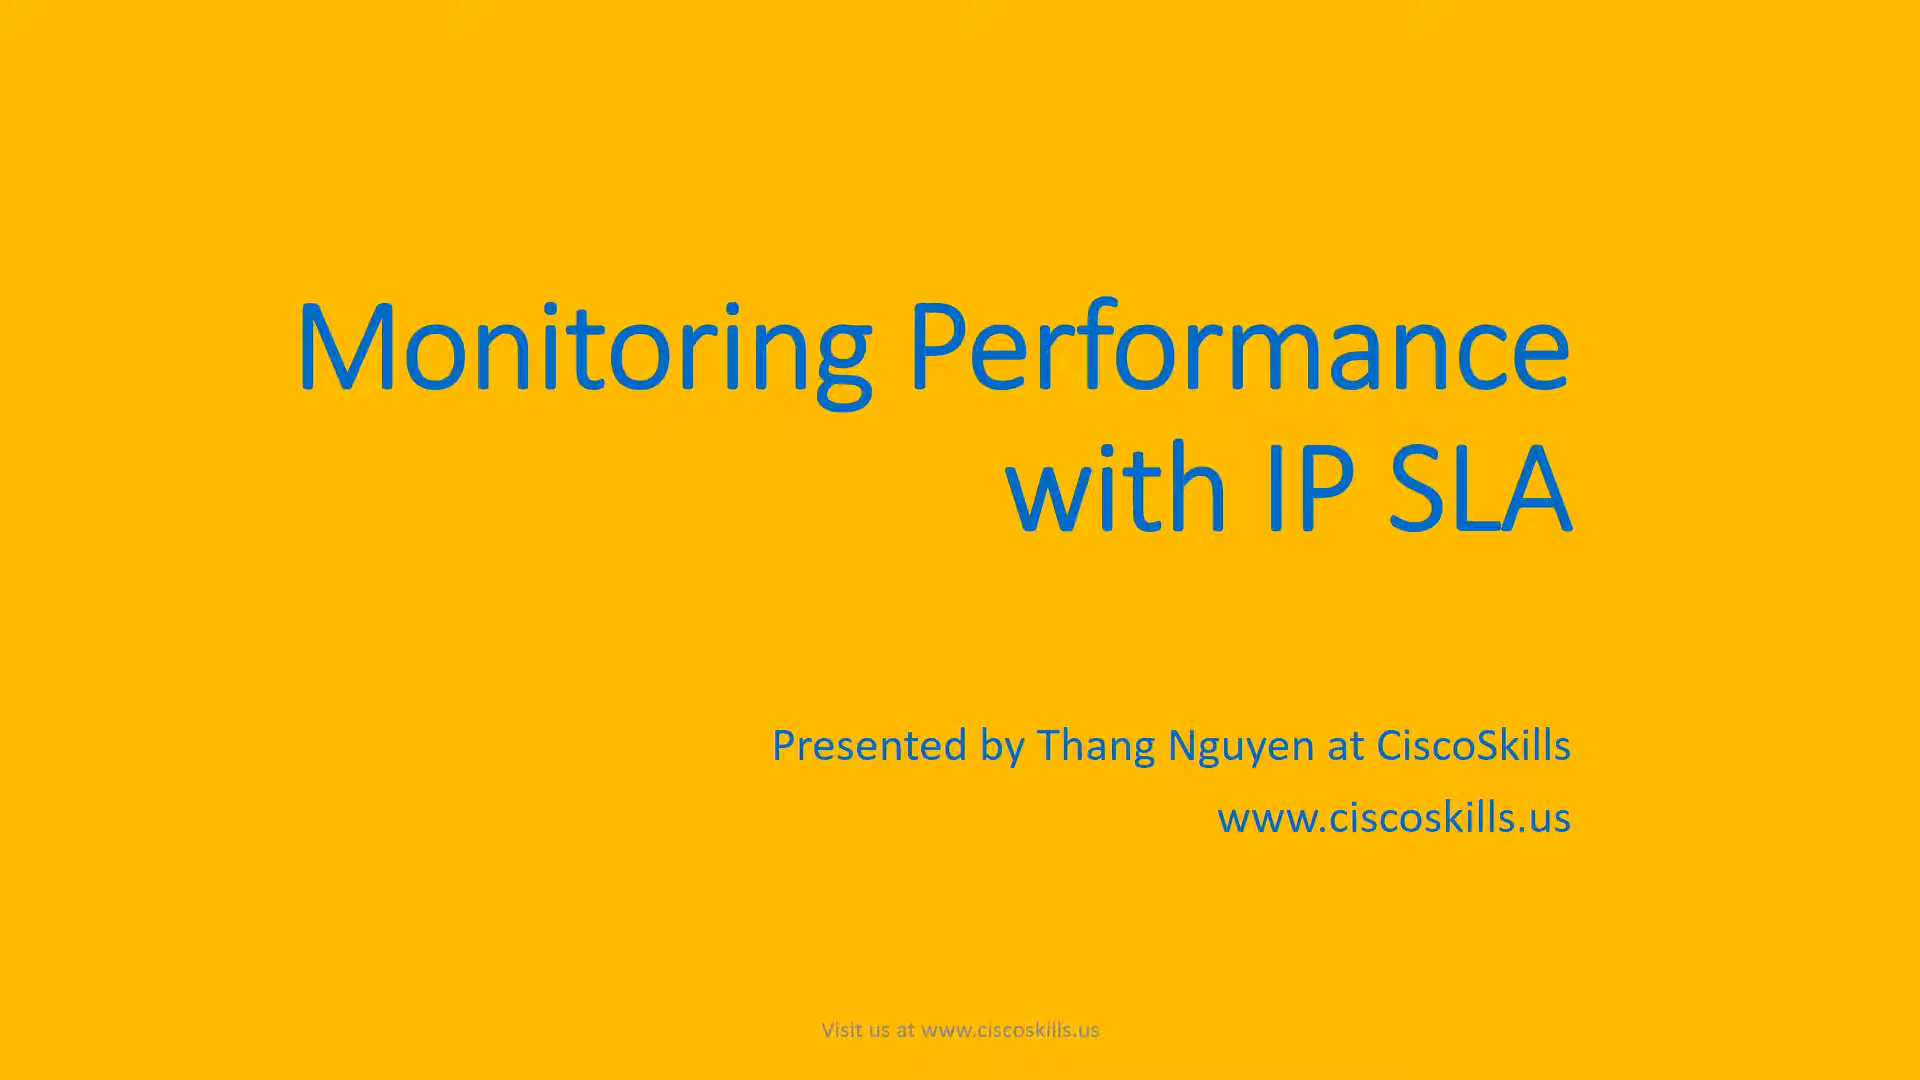 Monitoring Performance
with IP SLA
Presented by Thang Nguyen at CiscoSkills
www.ciscoskills.us
Visit us at www.ciscoskills.us